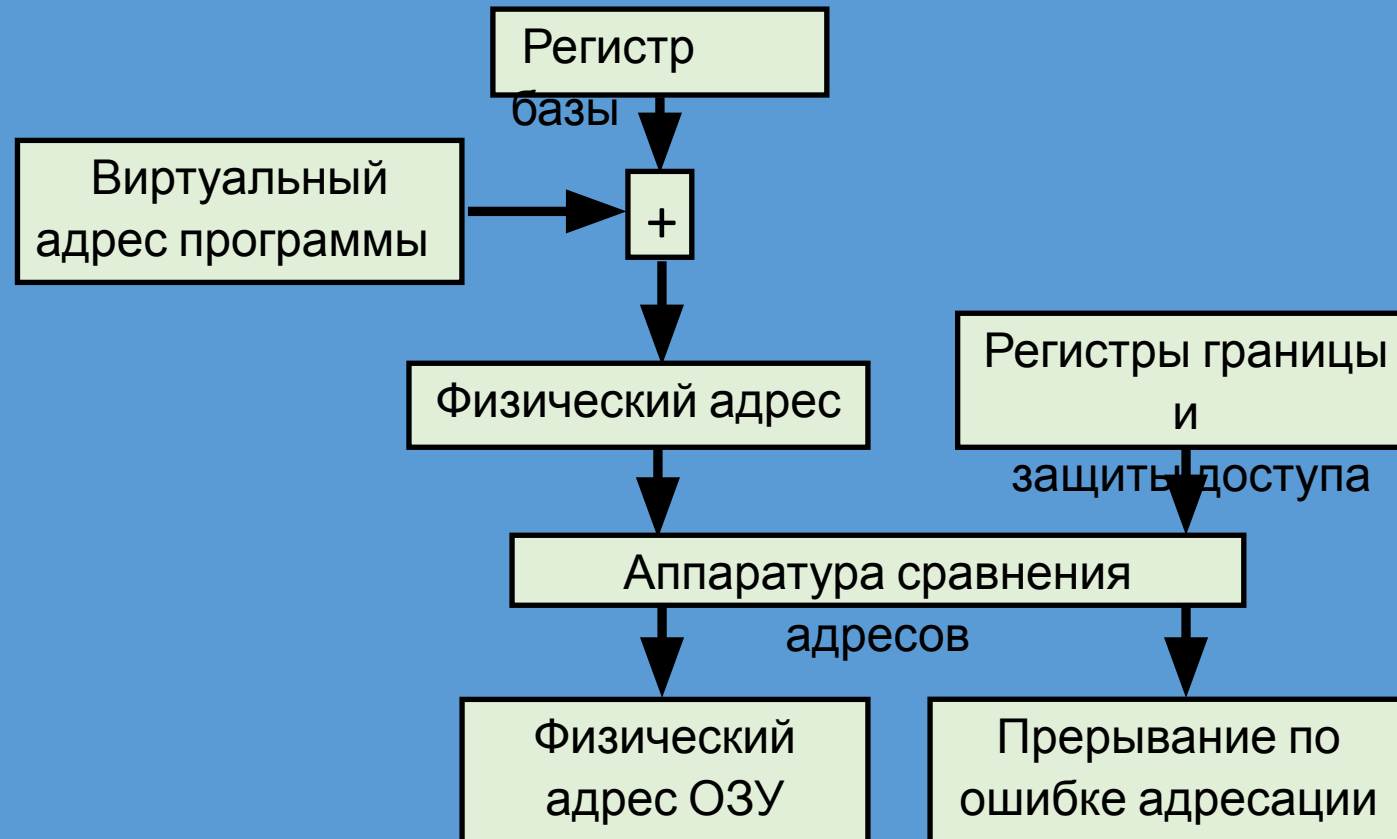 Регистр
базы
Виртуальный
адрес программы
+
Физический адрес
Регистры границы
и
защиты доступа
Аппаратура сравнения
адресов
Физический
адрес ОЗУ
Прерывание по
ошибке адресации